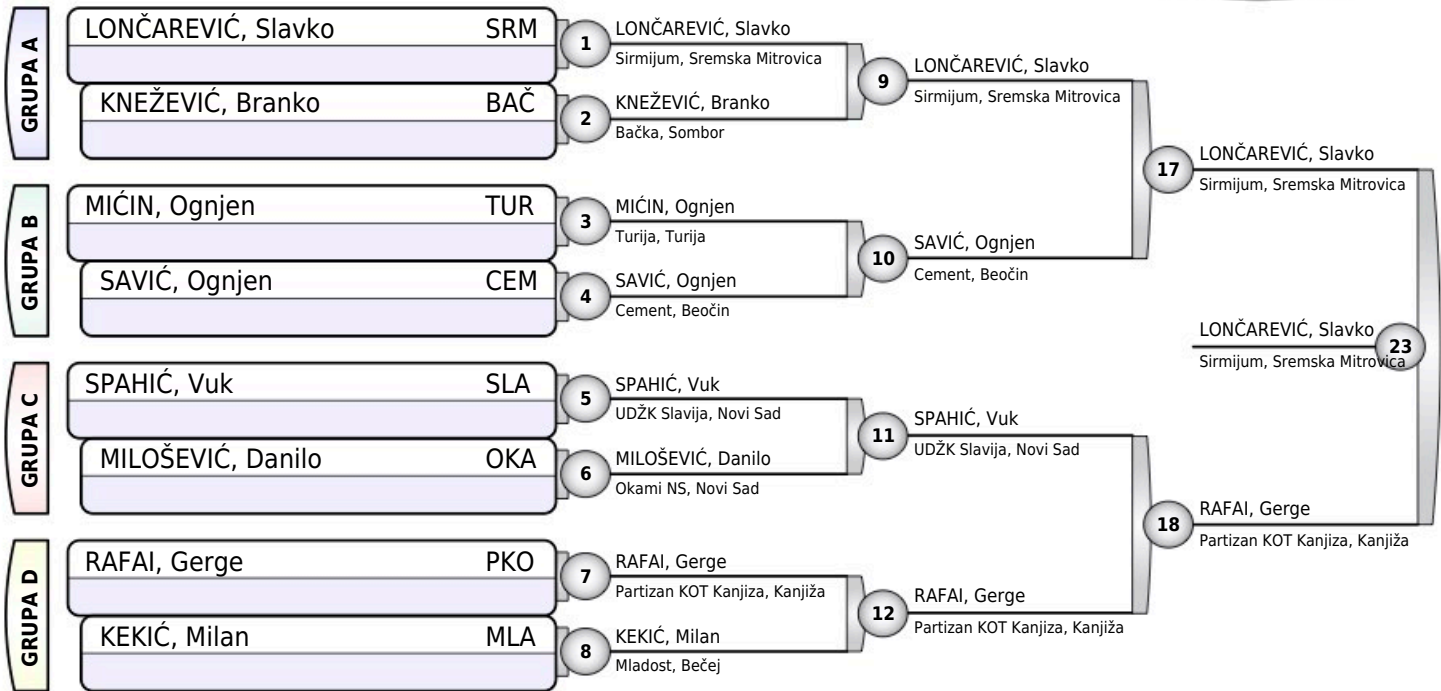 GRUPA A
LONČAREVIĆ, Slavko SRM
KNEŽEVIĆ, Branko BAČ
GRUPA B
MIĆIN, Ognjen TUR
SAVIĆ, Ognjen CEM
GRUPA C
SPAHIĆ, Vuk SLA
MILOŠEVIĆ, Danilo OKA
GRUPA D
RAFAI, Gerge PKO
KEKIĆ, Milan MLA
1
LONČAREVIĆ, Slavko
Sirmijum, Sremska Mitrovica
2
KNEŽEVIĆ, Branko
Bačka, Sombor
3
MIĆIN, Ognjen
Turija, Turija
4
SAVIĆ, Ognjen
Cement, Beočin
5
SPAHIĆ, Vuk
UDŽK Slavija, Novi Sad
6
MILOŠEVIĆ, Danilo
Okami NS, Novi Sad
7
RAFAI, Gerge
Partizan KOT Kanjiza, Kanjiža
8
KEKIĆ, Milan
Mladost, Bečej
9
LONČAREVIĆ, Slavko
Sirmijum, Sremska Mitrovica
10
SAVIĆ, Ognjen
Cement, Beočin
11
SPAHIĆ, Vuk
UDŽK Slavija, Novi Sad
12
RAFAI, Gerge
Partizan KOT Kanjiza, Kanjiža
17
LONČAREVIĆ, Slavko
Sirmijum, Sremska Mitrovica
18
RAFAI, Gerge
Partizan KOT Kanjiza, Kanjiža
23
LONČAREVIĆ, Slavko
Sirmijum, Sremska Mitrovica